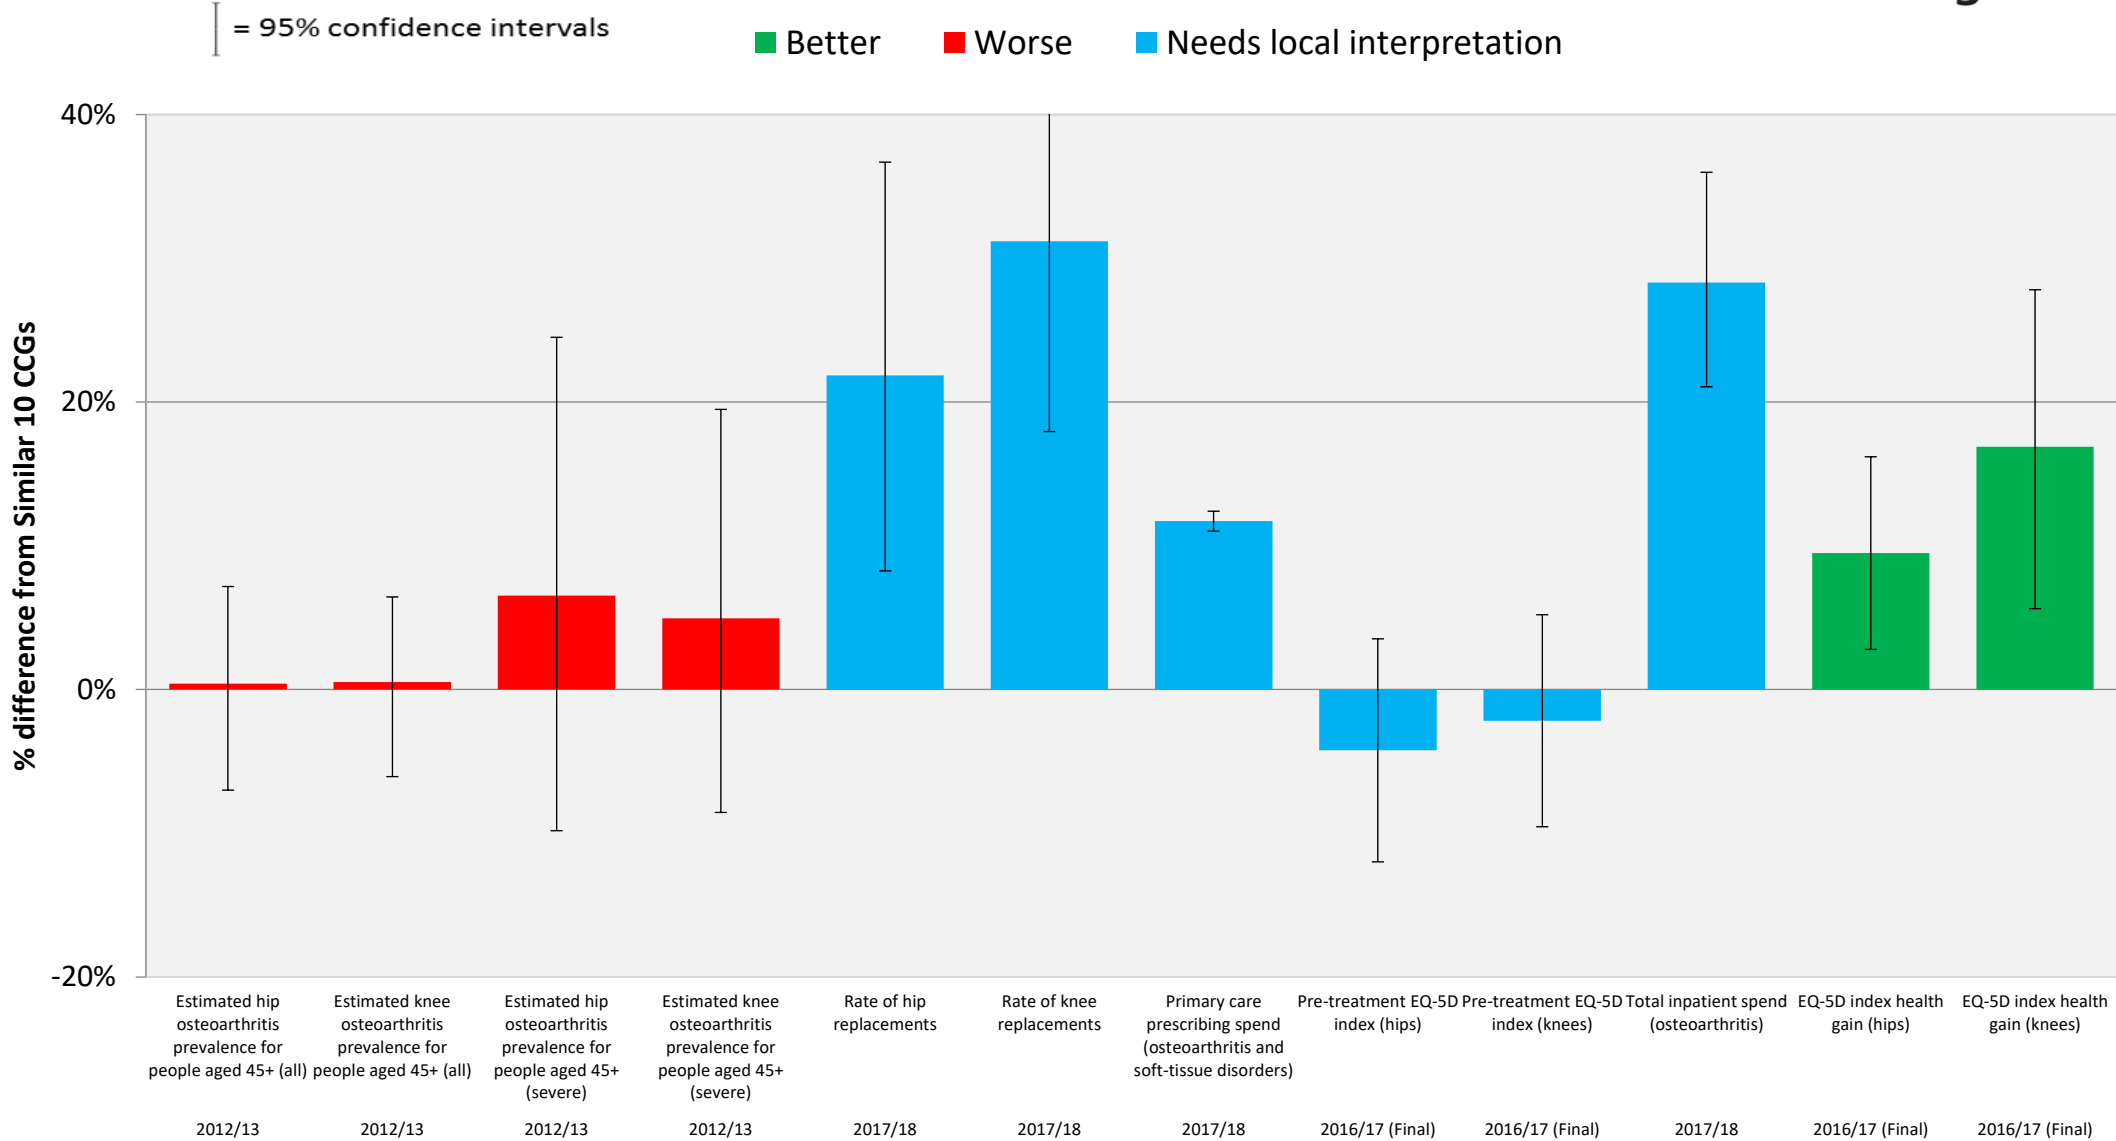 = 95% confidence intervals
Better
Worse
Needs local interpretation
40%
20%
0%
-20%
% difference from Similar 10 CCGs
Estimated hip
osteoarthritis
prevalence for
people aged 45+ (all)
2012/13
Estimated knee
osteoarthritis
prevalence for
people aged 45+ (all)
2012/13
Estimated hip
osteoarthritis
prevalence for
people aged 45+
(severe)
2012/13
Estimated knee
osteoarthritis
prevalence for
people aged 45+
(severe)
2012/13
Rate of hip
replacements
2017/18
Rate of knee
replacements
2017/18
Primary care
prescribing spend
(osteoarthritis and
soft-tissue disorders)
2017/18
Pre-treatment EQ-5D
index (hips)
2016/17 (Final)
Pre-treatment EQ-5D
index (knees)
2016/17 (Final)
Total inpatient spend
(osteoarthritis)
2017/18
EQ-5D index health
gain (hips)
2016/17 (Final)
EQ-5D index health
gain (knees)
2016/17 (Final)